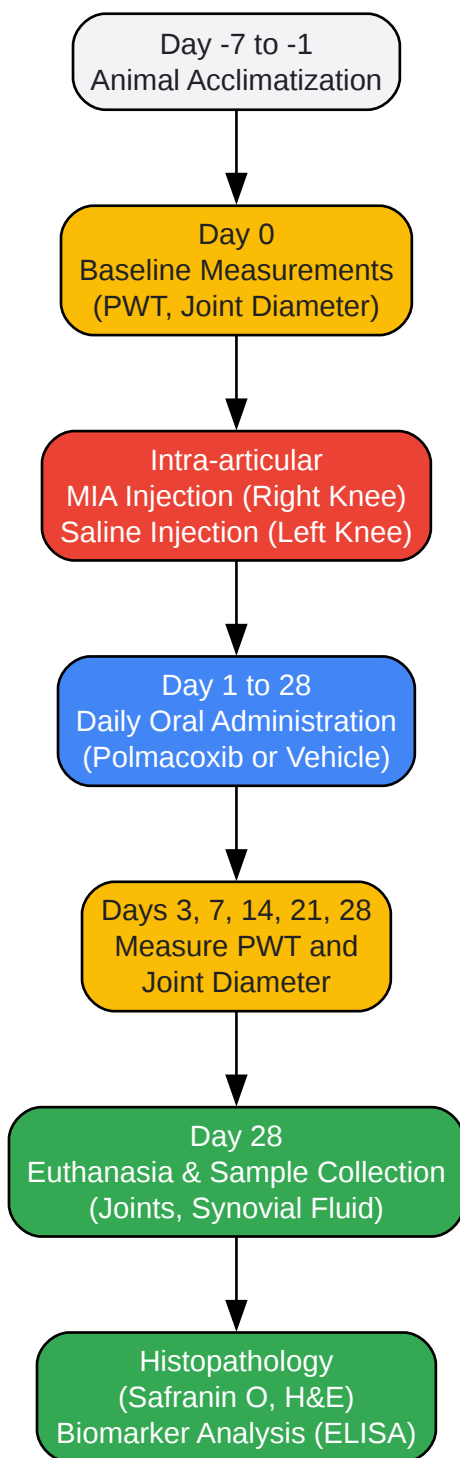 Day -7 to -1
Animal Acclimatization
Day 0
Baseline Measurements
(PWT, Joint Diameter)
Intra-articular
MIA Injection (Right Knee)
Saline Injection (Left Knee)
Day 1 to 28
Daily Oral Administration
(Polmacoxib or Vehicle)
Days 3, 7, 14, 21, 28
Measure PWT and
Joint Diameter
Day 28
Euthanasia & Sample Collection
(Joints, Synovial Fluid)
Histopathology
(Safranin O, H&E)
Biomarker Analysis (ELISA)